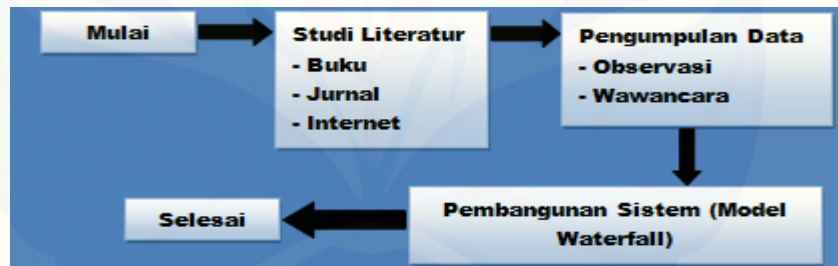 Mulai
Studi Literatur
- Buku
- Jurnal
- Internet
Pengumpulan Data
- Observasi
- Wawancara
Pembangunan Sistem (Model
Waterfall)
Selesai